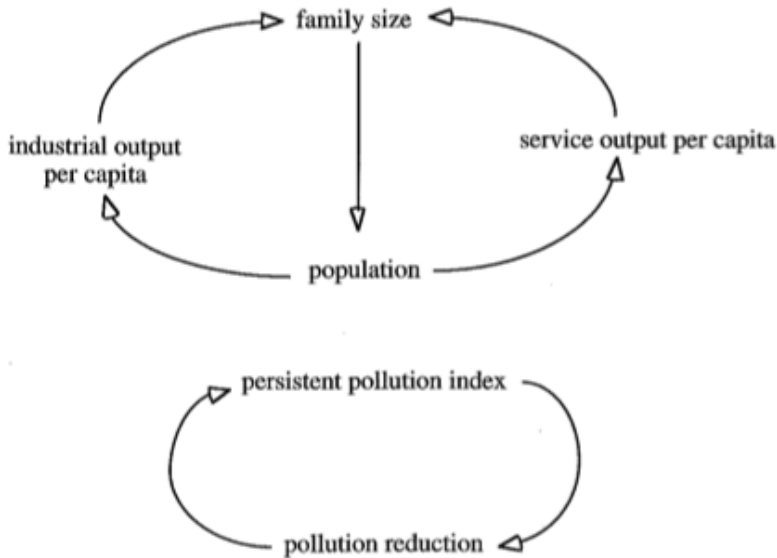 family size
industrial output
per capita
service output per capita
population
persistent pollution index
pollution reduction